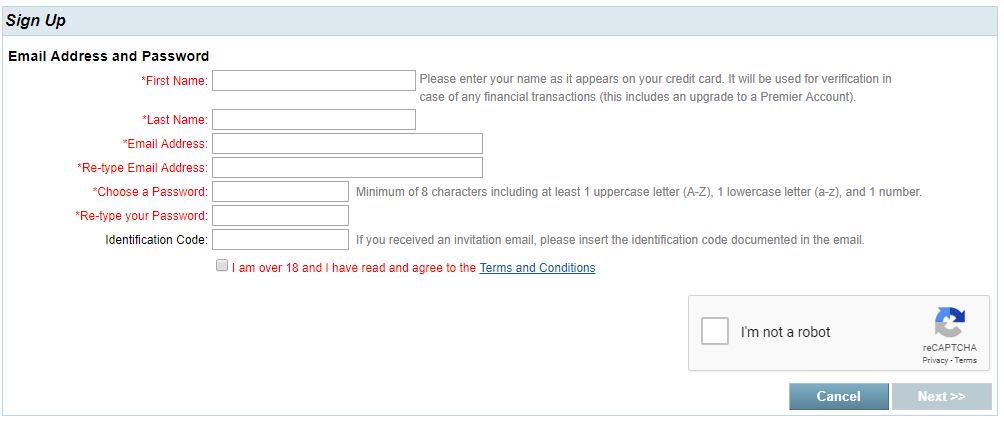 Sign Up
Email Address and Password
*First Name:
Please enter your name as it appears on your credit card. It will be used for verification in
case of any financial transactions (this includes an upgrade to a Premier Account).
*Last Name:
*Email Address:
*Re-type Email Address:
*Choose a Password: Minimum of 8 characters including at least 1 uppercase letter (A-Z), 1 lowercase letter (a-z), and 1 number.
*Re-type your Password:
Identification Code: If you received an invitation email, please insert the identification code documented in the email.
I am over 18 and I have read and agree to the Terms and Conditions
I'm not a robot
reCAPTCHA
Privacy - Terms
Cancel Next >>